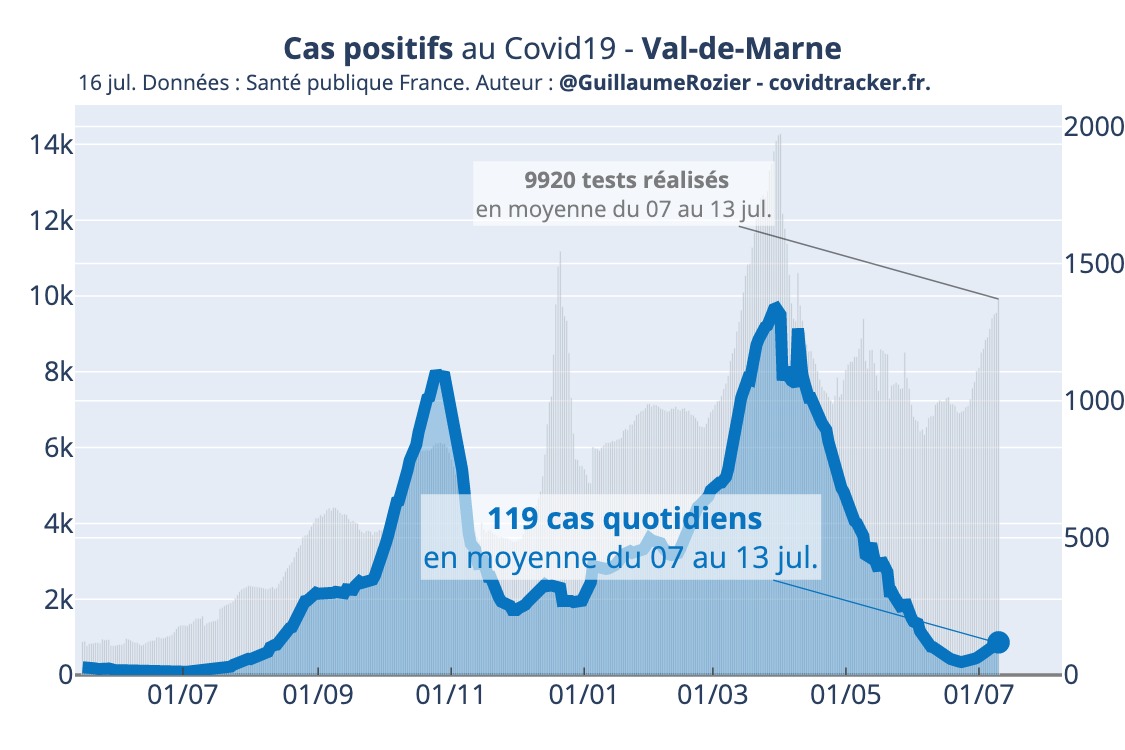 Cas positifs au Covid19 - Val-de-Marne
16 jul. Données : Santé publique France. Auteur : @GuillaumeRozier - covidtracker.fr.
14k
12k
10k
8k
6k
4k
2k
0
2000
1500
1000
500
0
9920 tests réalisés
en moyenne du 07 au 13 jul.
119 cas quotidiens
en moyenne du 07 au 13 jul.
01/07
01/09
01/11
01/01
01/03
01/05
01/07